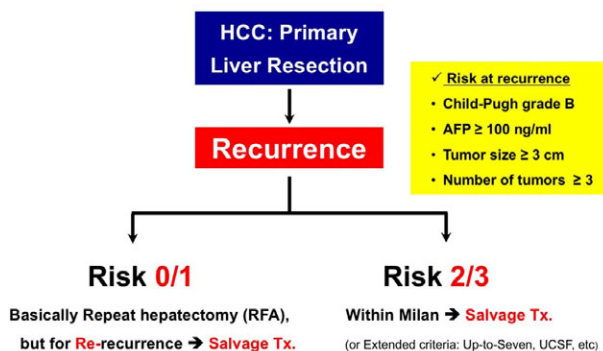 HCC: Primary
Liver Resection
✓ Risk at recurrence
• Child-Pugh grade B
• AFP ≥ 100 ng/ml
• Tumor size ≥ 3 cm
• Number of tumors ≥ 3
Recurrence
Risk 0/1
Basically Repeat hepatectomy (RFA),
but for Re-recurrence ➔ Salvage Tx.
Risk 2/3
Within Milan ➔ Salvage Tx.
(or Extended criteria: Up-to-Seven, UCSF, etc)